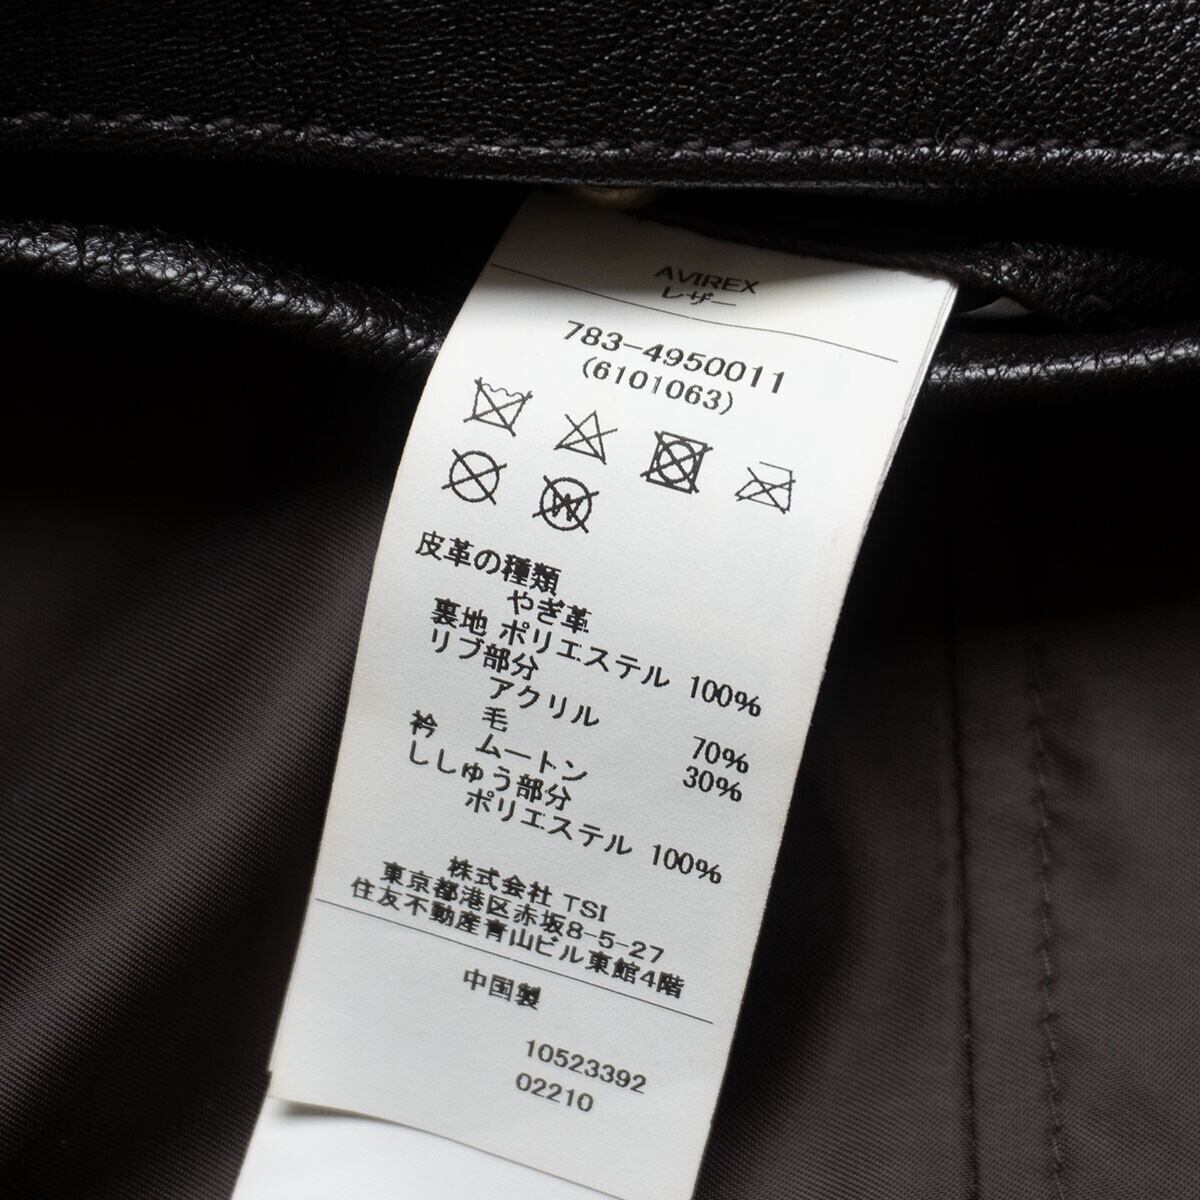 AVIREX
レザー
783-4950011
(6101063)
W
皮革の種類
やぎ革
裏地 ポリエステル 100%
リブ部分
アクリル 70%
毛 30%
衿 ムートン
ししゅう部分
ポリエステル 100%
株式会社 TSI
東京都港区赤坂8-5-27
住友不動産青山ビル東館4階
中国製
10523392
02210